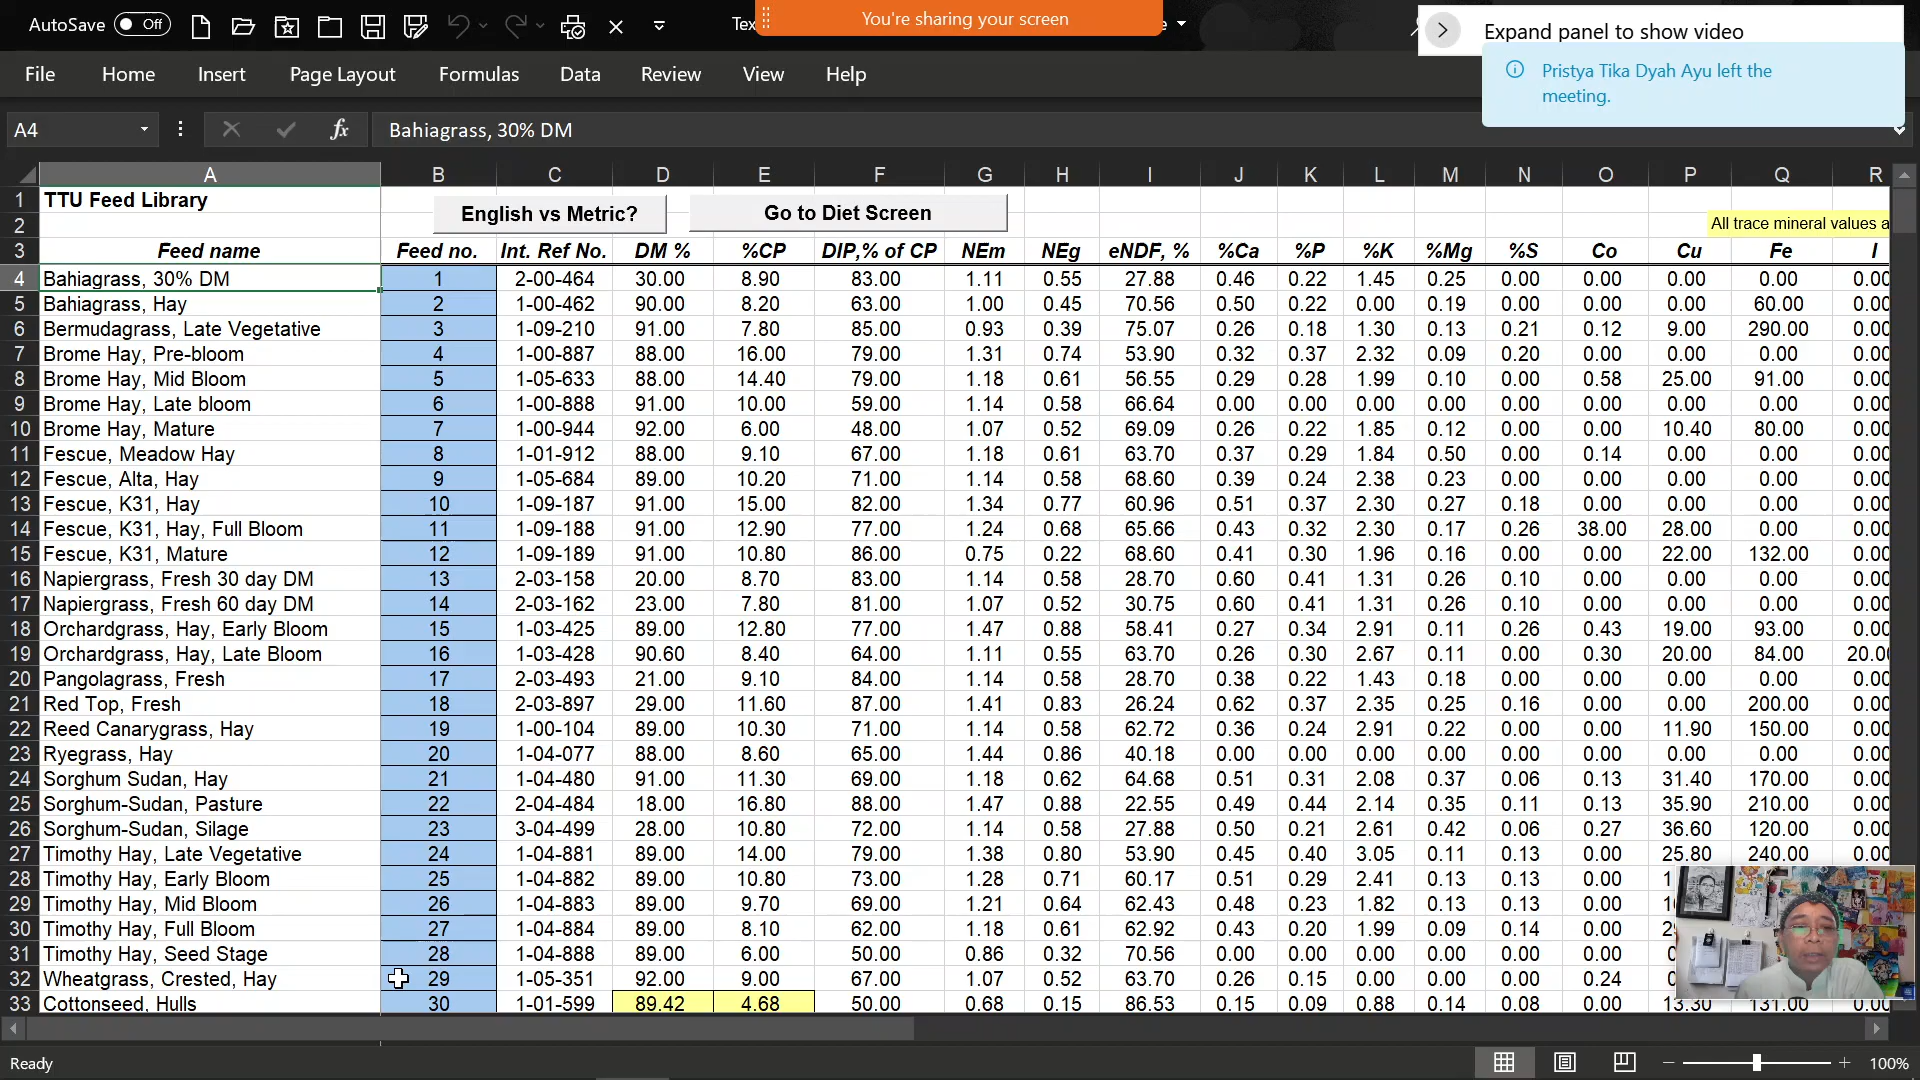 AutoSave Off Tex You're sharing your screen
Expand panel to show video
Pristya Tika Dyah Ayu left the
meeting.
File Home Insert Page Layout Formulas Data Review View Help
A4 fx Bahiagrass, 30% DM
A B C D E F G H I J K L M N O P Q R
1 TTU Feed Library English vs Metric? Go to Diet Screen
2 All trace mineral values a
3 Feed name Feed no. Int. Ref No. DM % %CP DIP,% of CP NEm NEg eNDF, % %Ca %P %K %Mg %S Co Cu Fe I
4 Bahiagrass, 30% DM 1 2-00-464 30.00 8.90 83.00 1.11 0.55 27.88 0.46 0.22 1.45 0.25 0.00 0.00 0.00 0.00 0.00
5 Bahiagrass, Hay 2 1-00-462 90.00 8.20 63.00 1.00 0.45 70.56 0.50 0.22 0.00 0.19 0.00 0.00 0.00 60.00 0.00
6 Bermudagrass, Late Vegetative 3 1-09-210 91.00 7.80 85.00 0.93 0.39 75.07 0.26 0.18 1.30 0.13 0.21 0.12 9.00 290.00 0.00
7 Brome Hay, Pre-bloom 4 1-00-887 88.00 16.00 79.00 1.31 0.74 53.90 0.32 0.37 2.32 0.09 0.20 0.00 0.00 0.00 0.00
8 Brome Hay, Mid Bloom 5 1-05-633 88.00 14.40 79.00 1.18 0.61 56.55 0.29 0.28 1.99 0.10 0.00 0.58 25.00 91.00 0.00
9 Brome Hay, Late bloom 6 1-00-888 91.00 10.00 59.00 1.14 0.58 66.64 0.00 0.00 0.00 0.00 0.00 0.00 0.00 0.00 0.00
10 Brome Hay, Mature 7 1-00-944 92.00 6.00 48.00 1.07 0.52 69.09 0.26 0.22 1.85 0.12 0.00 0.00 10.40 80.00 0.00
11 Fescue, Meadow Hay 8 1-01-912 88.00 9.10 67.00 1.18 0.61 63.70 0.37 0.29 1.84 0.50 0.00 0.14 0.00 0.00 0.00
12 Fescue, Alta, Hay 9 1-05-684 89.00 10.20 71.00 1.14 0.58 68.60 0.39 0.24 2.38 0.23 0.00 0.00 0.00 0.00 0.00
13 Fescue, K31, Hay 10 1-09-187 91.00 15.00 82.00 1.34 0.77 60.96 0.51 0.37 2.30 0.27 0.18 0.00 0.00 0.00 0.00
14 Fescue, K31, Hay, Full Bloom 11 1-09-188 91.00 12.90 77.00 1.24 0.68 65.66 0.43 0.32 2.30 0.17 0.26 38.00 28.00 0.00 0.00
15 Fescue, K31, Mature 12 1-09-189 91.00 10.80 86.00 0.75 0.22 68.60 0.41 0.30 1.96 0.16 0.00 0.00 22.00 132.00 0.00
16 Napiergrass, Fresh 30 day DM 13 2-03-158 20.00 8.70 83.00 1.14 0.58 28.70 0.60 0.41 1.31 0.26 0.10 0.00 0.00 0.00 0.00
17 Napiergrass, Fresh 60 day DM 14 2-03-162 23.00 7.80 81.00 1.07 0.52 30.75 0.60 0.41 1.31 0.26 0.10 0.00 0.00 0.00 0.00
18 Orchardgrass, Hay, Early Bloom 15 1-03-425 89.00 12.80 77.00 1.47 0.88 58.41 0.27 0.34 2.91 0.11 0.26 0.43 19.00 93.00 0.00
19 Orchardgrass, Hay, Late Bloom 16 1-03-428 90.60 8.40 64.00 1.11 0.55 63.70 0.26 0.30 2.67 0.11 0.00 0.30 20.00 84.00 20.00
20 Pangolagrass, Fresh 17 2-03-493 21.00 9.10 84.00 1.14 0.58 28.70 0.38 0.22 1.43 0.18 0.00 0.00 0.00 0.00 0.00
21 Red Top, Fresh 18 2-03-897 29.00 11.60 87.00 1.41 0.83 26.24 0.62 0.37 2.35 0.25 0.16 0.00 0.00 200.00 0.00
22 Reed Canarygrass, Hay 19 1-00-104 89.00 10.30 71.00 1.14 0.58 62.72 0.36 0.24 2.91 0.22 0.00 0.00 11.90 150.00 0.00
23 Ryegrass, Hay 20 1-04-077 88.00 8.60 65.00 1.44 0.86 40.18 0.00 0.00 0.00 0.00 0.00 0.00 0.00 0.00 0.00
24 Sorghum Sudan, Hay 21 1-04-480 91.00 11.30 69.00 1.18 0.62 64.68 0.51 0.31 2.08 0.37 0.06 0.13 31.40 170.00 0.00
25 Sorghum-Sudan, Pasture 22 2-04-484 18.00 16.80 88.00 1.47 0.88 22.55 0.49 0.44 2.14 0.35 0.11 0.13 35.90 210.00 0.00
26 Sorghum-Sudan, Silage 23 3-04-499 28.00 10.80 72.00 1.14 0.58 27.88 0.50 0.21 2.61 0.42 0.06 0.27 36.60 120.00 0.00
27 Timothy Hay, Late Vegetative 24 1-04-881 89.00 14.00 79.00 1.38 0.80 53.90 0.45 0.40 3.05 0.11 0.13 0.00 25.80 240.00 0.00
28 Timothy Hay, Early Bloom 25 1-04-882 89.00 10.80 73.00 1.28 0.71 60.17 0.51 0.29 2.41 0.13 0.13 0.00
29 Timothy Hay, Mid Bloom 26 1-04-883 89.00 9.70 69.00 1.21 0.64 62.43 0.48 0.23 1.82 0.13 0.13 0.00
30 Timothy Hay, Full Bloom 27 1-04-884 89.00 8.10 62.00 1.18 0.61 62.92 0.43 0.20 1.99 0.09 0.14 0.00
31 Timothy Hay, Seed Stage 28 1-04-888 89.00 6.00 50.00 0.86 0.32 70.56 0.00 0.00 0.00 0.00 0.00 0.00
32 Wheatgrass, Crested, Hay 29 1-05-351 92.00 9.00 67.00 1.07 0.52 63.70 0.26 0.15 0.00 0.00 0.00 0.24
33 Cottonseed, Hulls 30 1-01-599 89.42 4.68 50.00 0.68 0.15 86.53 0.15 0.09 0.88 0.14 0.08 0.00 13.30 131.00 0.00
Ready 100%